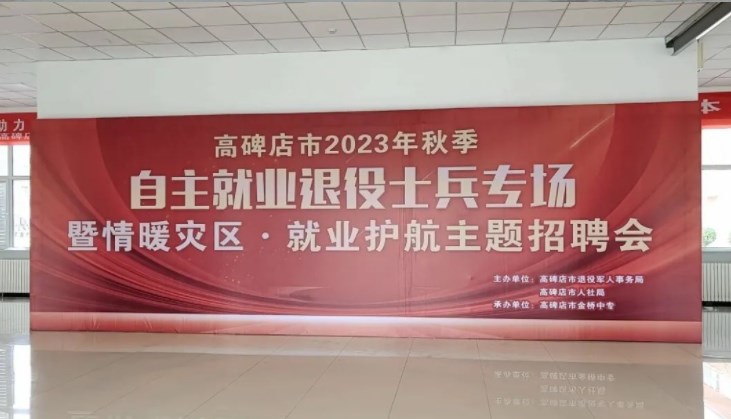 高碑店市2023年秋季
自主就业退役士兵专场
暨情暖灾区·就业护航主题招聘会
主办单位：高碑店市退役军人事务局
高碑店市人社局
承办单位：高碑店市金桥中专
动力